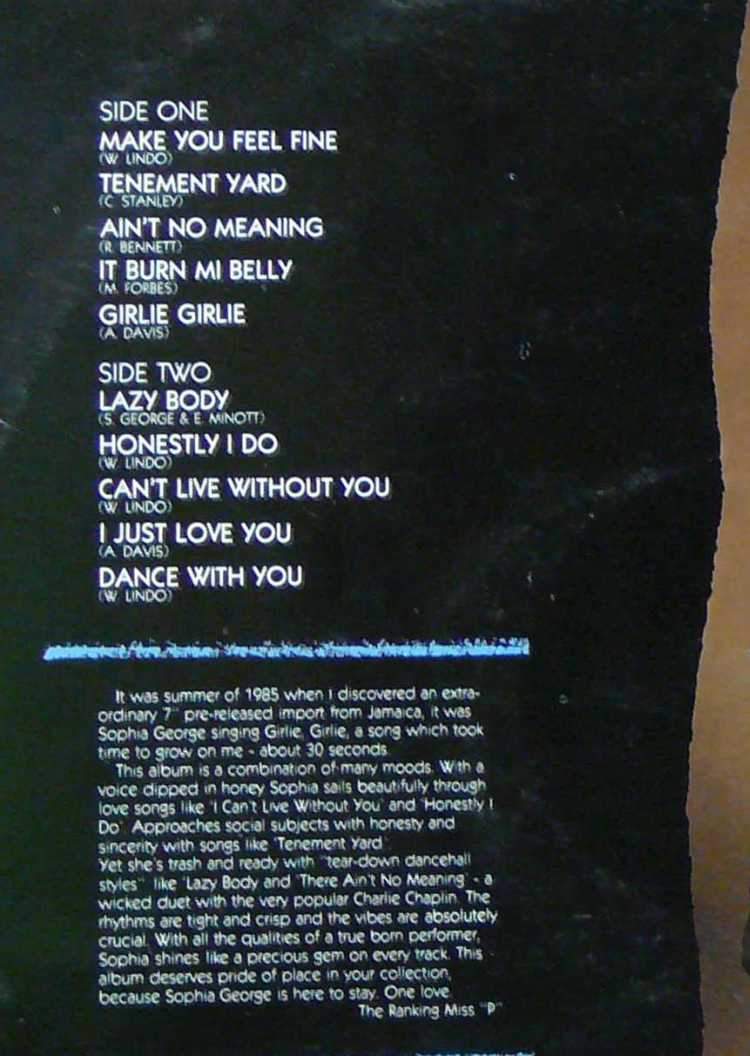 SIDE ONE
MAKE YOU FEEL FINE
(W. LINDO)
TENEMENT YARD
(C. STANLEY)
AIN'T NO MEANING
(R. BENNETT)
IT BURN MI BELLY
(M. FORBES)
GIRLIE GIRLIE
(A. DAVIS)
SIDE TWO
LAZY BODY
(S. GEORGE & E. MINOTT)
HONESTLY I DO
(W. LINDO)
CAN'T LIVE WITHOUT YOU
(W. LINDO)
I JUST LOVE YOU
(A. DAVIS)
DANCE WITH YOU
(W. LINDO)
It was summer of 1985 when I discovered an extra-
ordinary 7" pre-released import from Jamaica, it was
Sophia George singing Girlie, Girlie, a song which took
time to grow on me - about 30 seconds.
This album is a combination of many moods. With a
voice dipped in honey Sophia sails beautifully through
love songs like 'I Can't Live Without You' and 'Honestly I
Do'. Approaches social subjects with honesty and
sincerity with songs like 'Tenement Yard'.
Yet she's trash and ready with "tear-down dancehall
styles" like 'Lazy Body and 'There Ain't No Meaning' - a
wicked duet with the very popular Charlie Chaplin. The
rhythms are tight and crisp and the vibes are absolutely
crucial. With all the qualities of a true born performer,
Sophia shines like a precious gem on every track. This
album deserves pride of place in your collection,
because Sophia George is here to stay. One love.
The Ranking Miss "P"